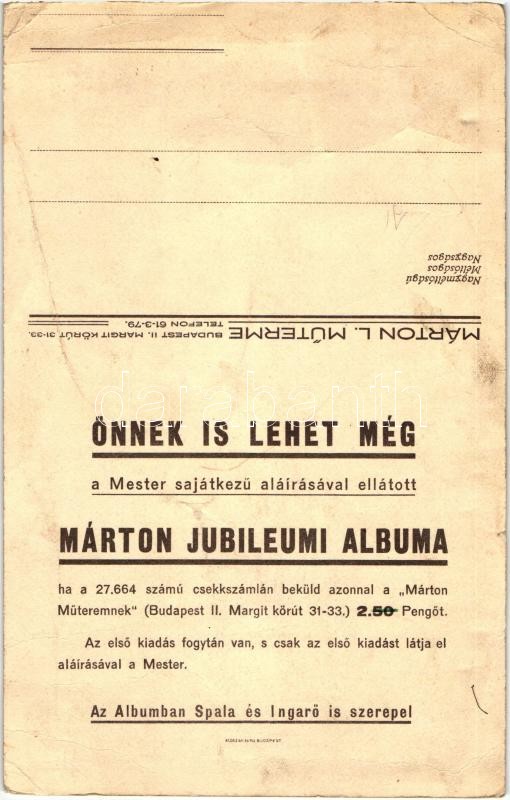 Nagyméltóságú
Méltóságos
Nagyságos
MÁRTON L. MŰTERME BUDAPEST II. MARGIT KÖRÚT 31-33.
TELEFON 61-3-79.
ÖNNEK IS LEHET MÉG
a Mester sajátkezű aláírásával ellátott
MÁRTON JUBILEUMI ALBUMA
ha a 27.664 számú csekkszámlán beküld azonnal a „Márton
Műteremnek" (Budapest II. Margit körút 31-33.) 2.50 Pengőt.
Az első kiadás fogytán van, s csak az első kiadást látja el
aláírásával a Mester.
Az Albumban Spala és Ingarö is szerepel
darabanth